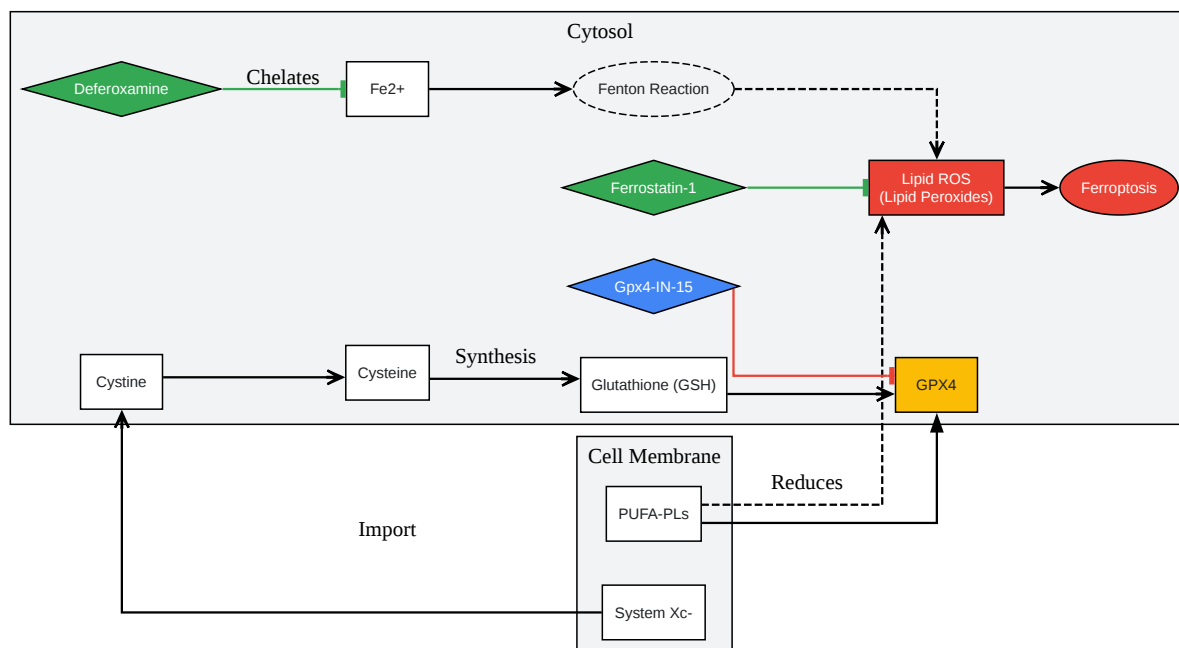 Cytosol
Deferoxamine
Chelates
Fe2+
Fenton Reaction
Ferrostatin-1
Lipid ROS
(Lipid Peroxides)
Ferroptosis
Gpx4-IN-15
Cystine
Cysteine
Synthesis
Glutathione (GSH)
GPX4
Cell Membrane
PUFA-PLs
Reduces
Import
System Xc-